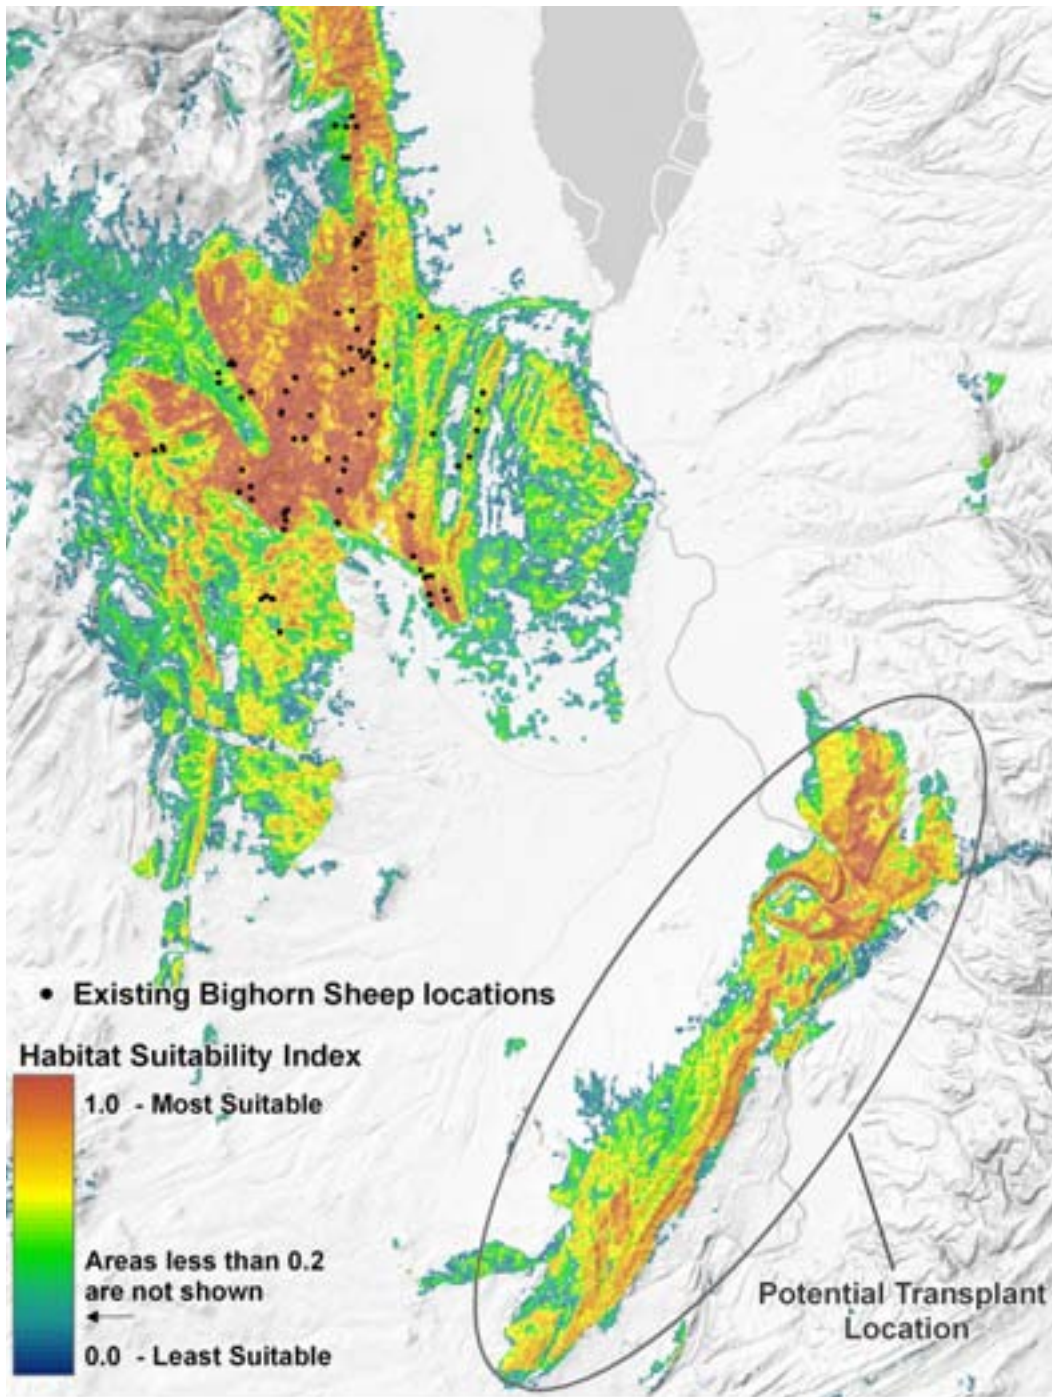 Existing Bighorn Sheep locations
Habitat Suitability Index
1.0 - Most Suitable
Areas less than 0.2
are not shown
0.0 - Least Suitable
Potential Transplant
Location